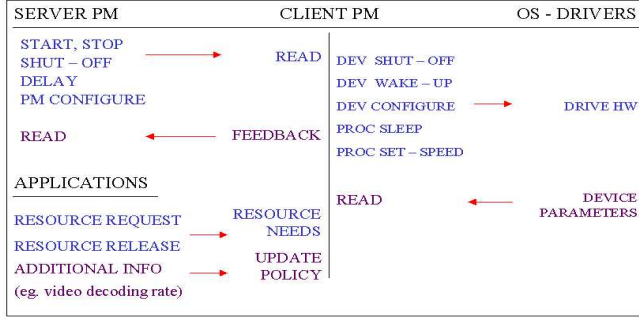 SERVER PM
CLIENT PM
OS - DRIVERS
START, STOP
SHUT – OFF
DELAY
PM CONFIGURE
READ
DEV SHUT – OFF
DEV WAKE – UP
DEV CONFIGURE
PROC SLEEP
PROC SET – SPEED
DRIVE HW
READ
FEEDBACK
READ
DEVICE
PARAMETERS
APPLICATIONS
RESOURCE REQUEST
RESOURCE RELEASE
RESOURCE
NEEDS
ADDITIONAL INFO
(eg. video decoding rate)
UPDATE
POLICY